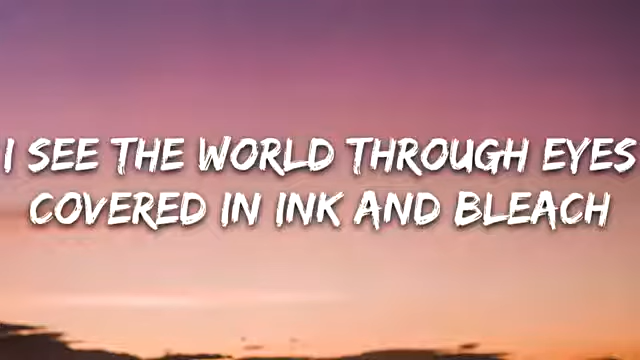 I SEE THE WORLD THROUGH EYES
COVERED IN INK AND BLEACH